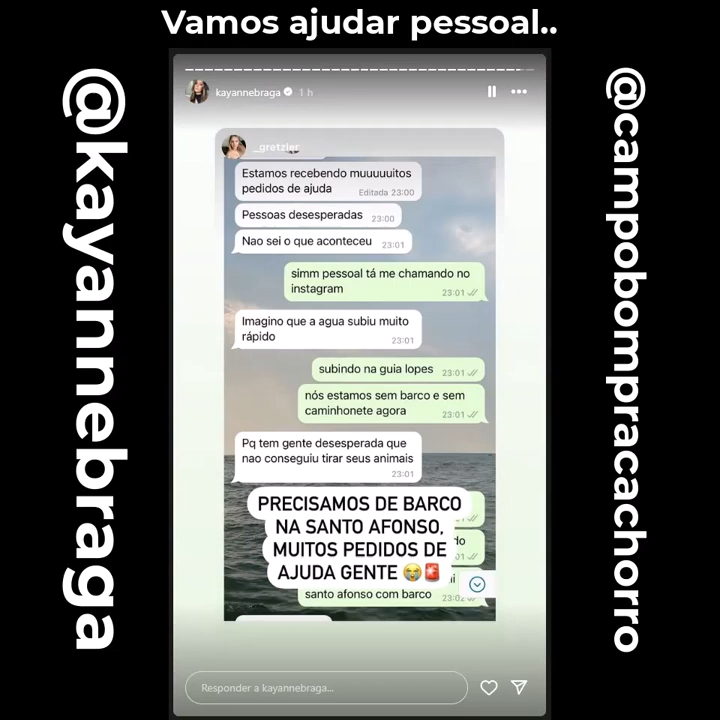 Vamos ajudar pessoal..
@kayannebraga
kayannebraga 1 h
_gretzler
Estamos recebendo muuuuuitos
pedidos de ajuda
Editada 23:00
Pessoas desesperadas 23:00
Nao sei o que aconteceu 23:01
simm pessoal tá me chamando no
instagram
23:01
Imagino que a agua subiu muito
rápido
23:01
subindo na guia lopes 23:01
nós estamos sem barco e sem
caminhonete agora
23:01
Pq tem gente desesperada que
nao conseguiu tirar seus animais
23:01
PRECISAMOS DE BARCO
NA SANTO AFONSO,
MUITOS PEDIDOS DE
AJUDA GENTE 😭🚨
santo afonso com barco 23:02
Responder a kayannebraga...
@campobompracachorro